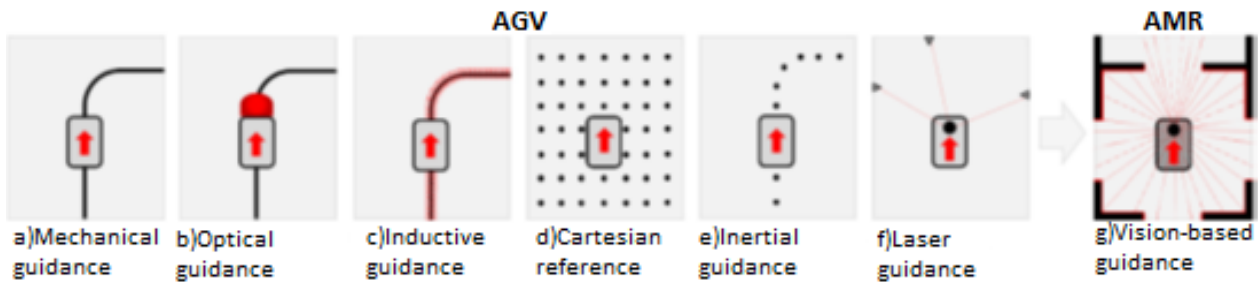 AGV
AMR
a)Mechanical
guidance
b)Optical
guidance
c)Inductive
guidance
d)Cartesian
reference
e)Inertial
guidance
f)Laser
guidance
g)Vision-based
guidance